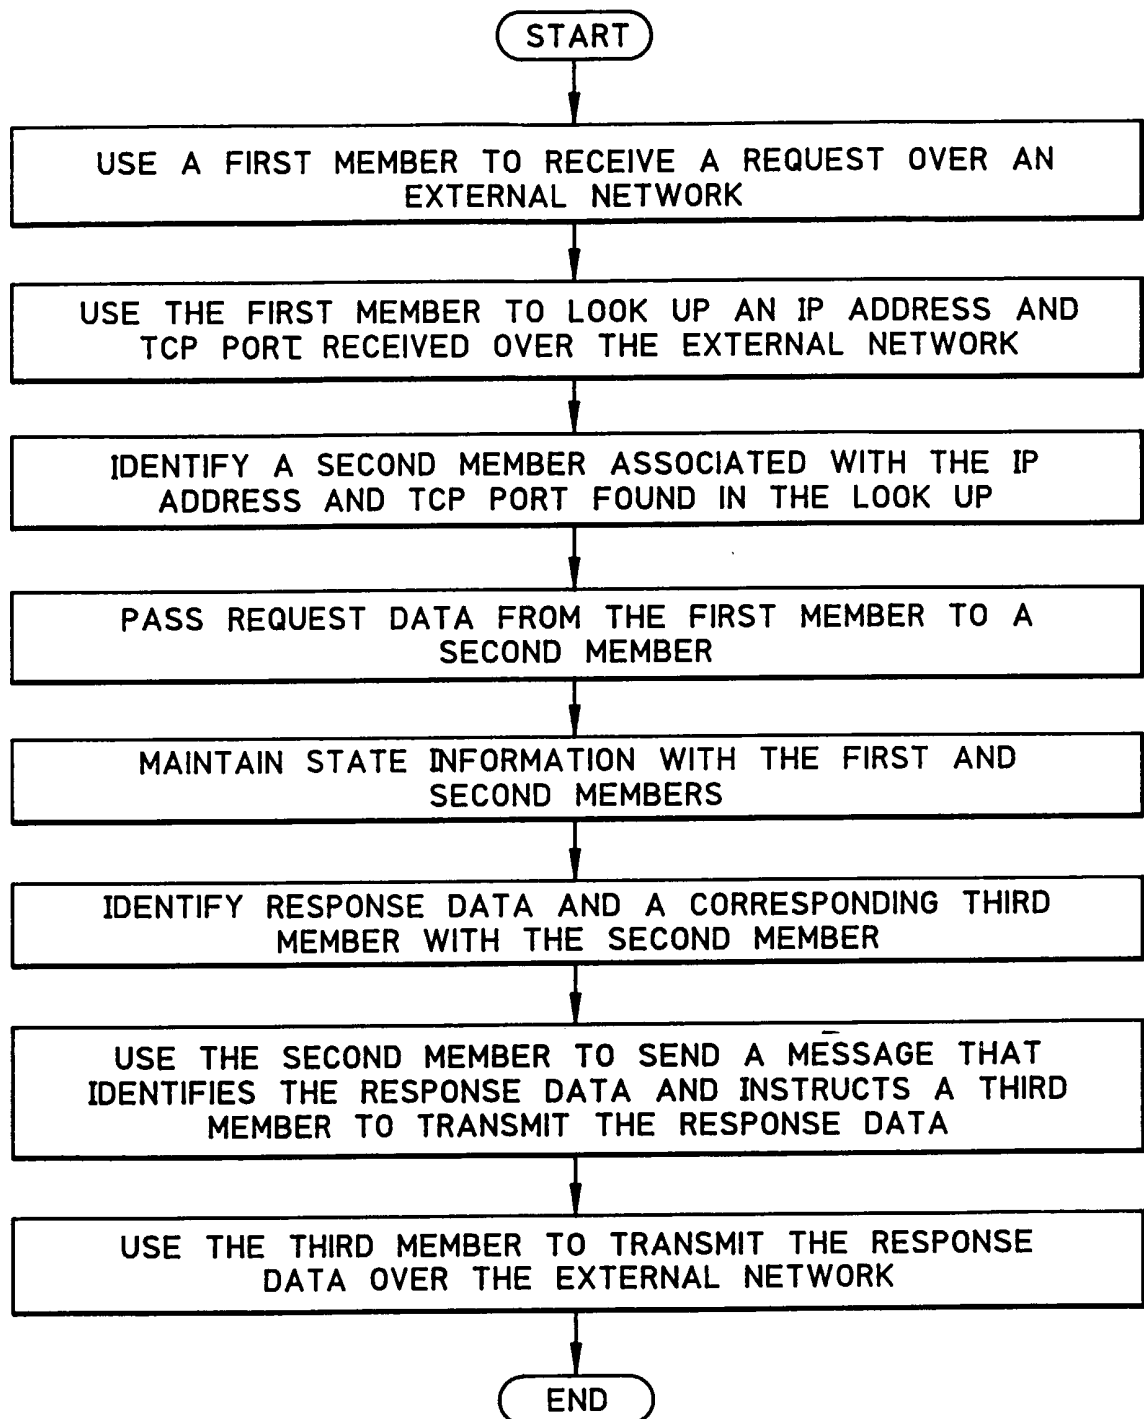 START
USE A FIRST MEMBER TO RECEIVE A REQUEST OVER AN
EXTERNAL NETWORK
USE THE FIRST MEMBER TO LOOK UP AN IP ADDRESS AND
TCP PORT RECEIVED OVER THE EXTERNAL NETWORK
IDENTIFY A SECOND MEMBER ASSOCIATED WITH THE IP
ADDRESS AND TCP PORT FOUND IN THE LOOK UP
PASS REQUEST DATA FROM THE FIRST MEMBER TO A
SECOND MEMBER
MAINTAIN STATE INFORMATION WITH THE FIRST AND
SECOND MEMBERS
IDENTIFY RESPONSE DATA AND A CORRESPONDING THIRD
MEMBER WITH THE SECOND MEMBER
USE THE SECOND MEMBER TO SEND A MESSAGE THAT
IDENTIFIES THE RESPONSE DATA AND INSTRUCTS A THIRD
MEMBER TO TRANSMIT THE RESPONSE DATA
USE THE THIRD MEMBER TO TRANSMIT THE RESPONSE
DATA OVER THE EXTERNAL NETWORK
END